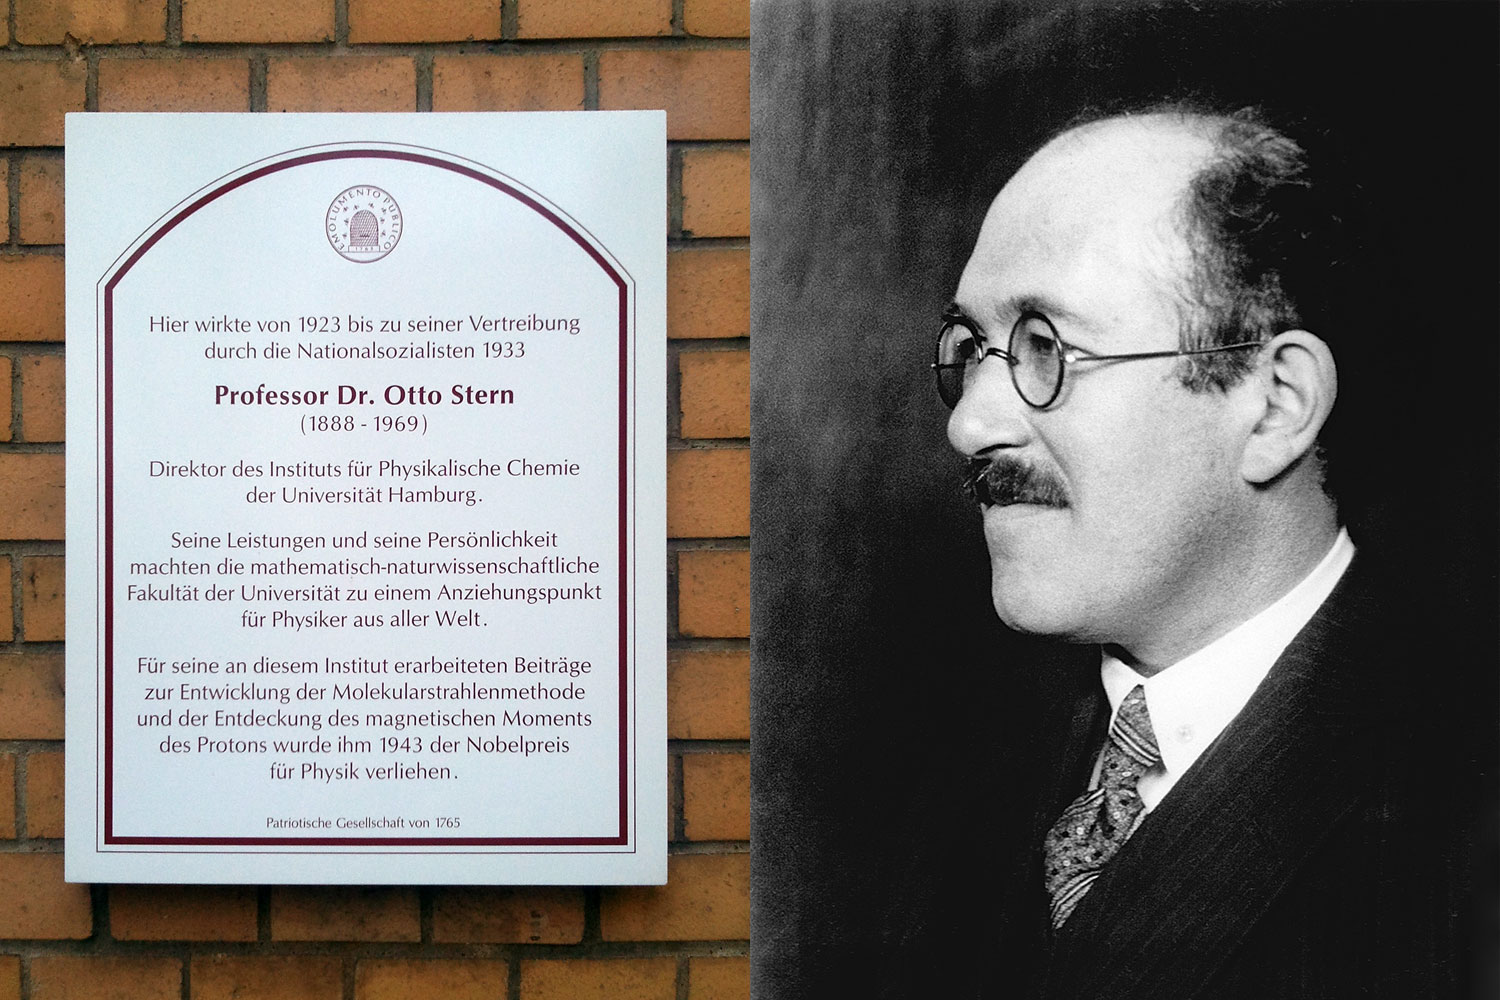 EMOLUMENTO PUBLICO
1765
Hier wirkte von 1923 bis zu seiner Vertreibung
durch die Nationalsozialisten 1933
Professor Dr. Otto Stern
(1888 - 1969)
Direktor des Instituts für Physikalische Chemie
der Universität Hamburg.
Seine Leistungen und seine Persönlichkeit
machten die mathematisch-naturwissenschaftliche
Fakultät der Universität zu einem Anziehungspunkt
für Physiker aus aller Welt.
Für seine an diesem Institut erarbeiteten Beiträge
zur Entwicklung der Molekularstrahlenmethode
und der Entdeckung des magnetischen Moments
des Protons wurde ihm 1943 der Nobelpreis
für Physik verliehen.
Patriotische Gesellschaft von 1765